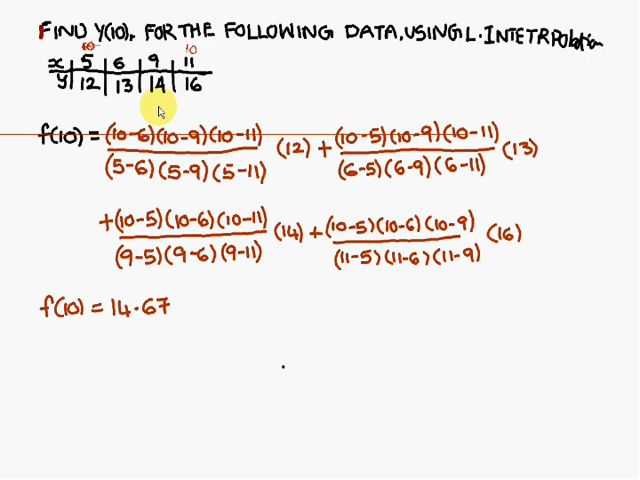 FIND Y(10), FOR THE FOLLOWING DATA, USING L. INTETRPOlation
10 10
x 5 6 9 11
y 12 13 14 16
f(10) = (10-6)(10-9)(10-11) / (5-6)(5-9)(5-11) (12) + (10-5)(10-9)(10-11) / (6-5)(6-9)(6-11) (13)
+ (10-5)(10-6)(10-11) / (9-5)(9-6)(9-11) (14) + (10-5)(10-6)(10-9) / (11-5)(11-6)(11-9) (16)
f(10) = 14.67